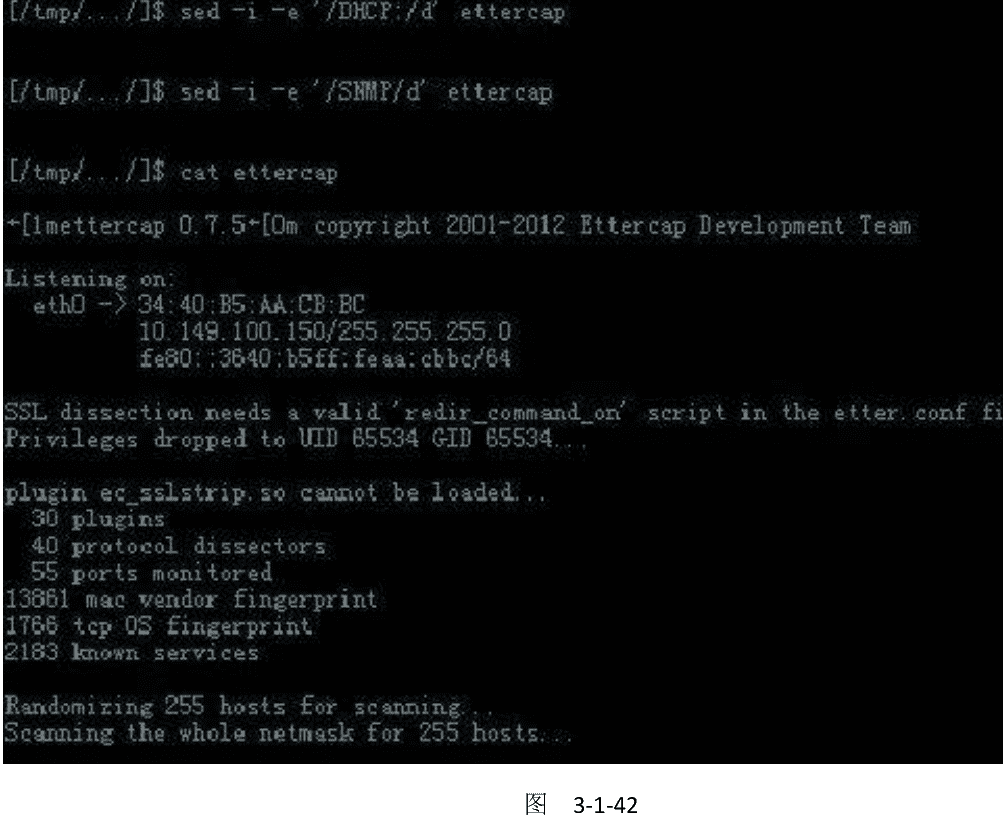 [/tmp/.../]$ sed -i -e '/DHCP:/d' ettercap
[/tmp/.../]$ sed -i -e '/SNMP/d' ettercap
[/tmp/.../]$ cat ettercap
←[1mettercap 0.7.5←[0m copyright 2001-2012 Ettercap Development Team
Listening on:
eth0 -> 34:40:B5:AA:CB:BC
10.149.100.150/255.255.255.0
fe80::3640:b5ff:feaa:cbbc/64
SSL dissection needs a valid 'redir_command_on' script in the etter.conf fi
Privileges dropped to UID 65534 GID 65534...
plugin ec_sslstrip.so cannot be loaded...
30 plugins
40 protocol dissectors
55 ports monitored
13861 mac vendor fingerprint
1766 tcp OS fingerprint
2183 known services
Randomizing 255 hosts for scanning...
Scanning the whole netmask for 255 hosts...
图 3-1-42